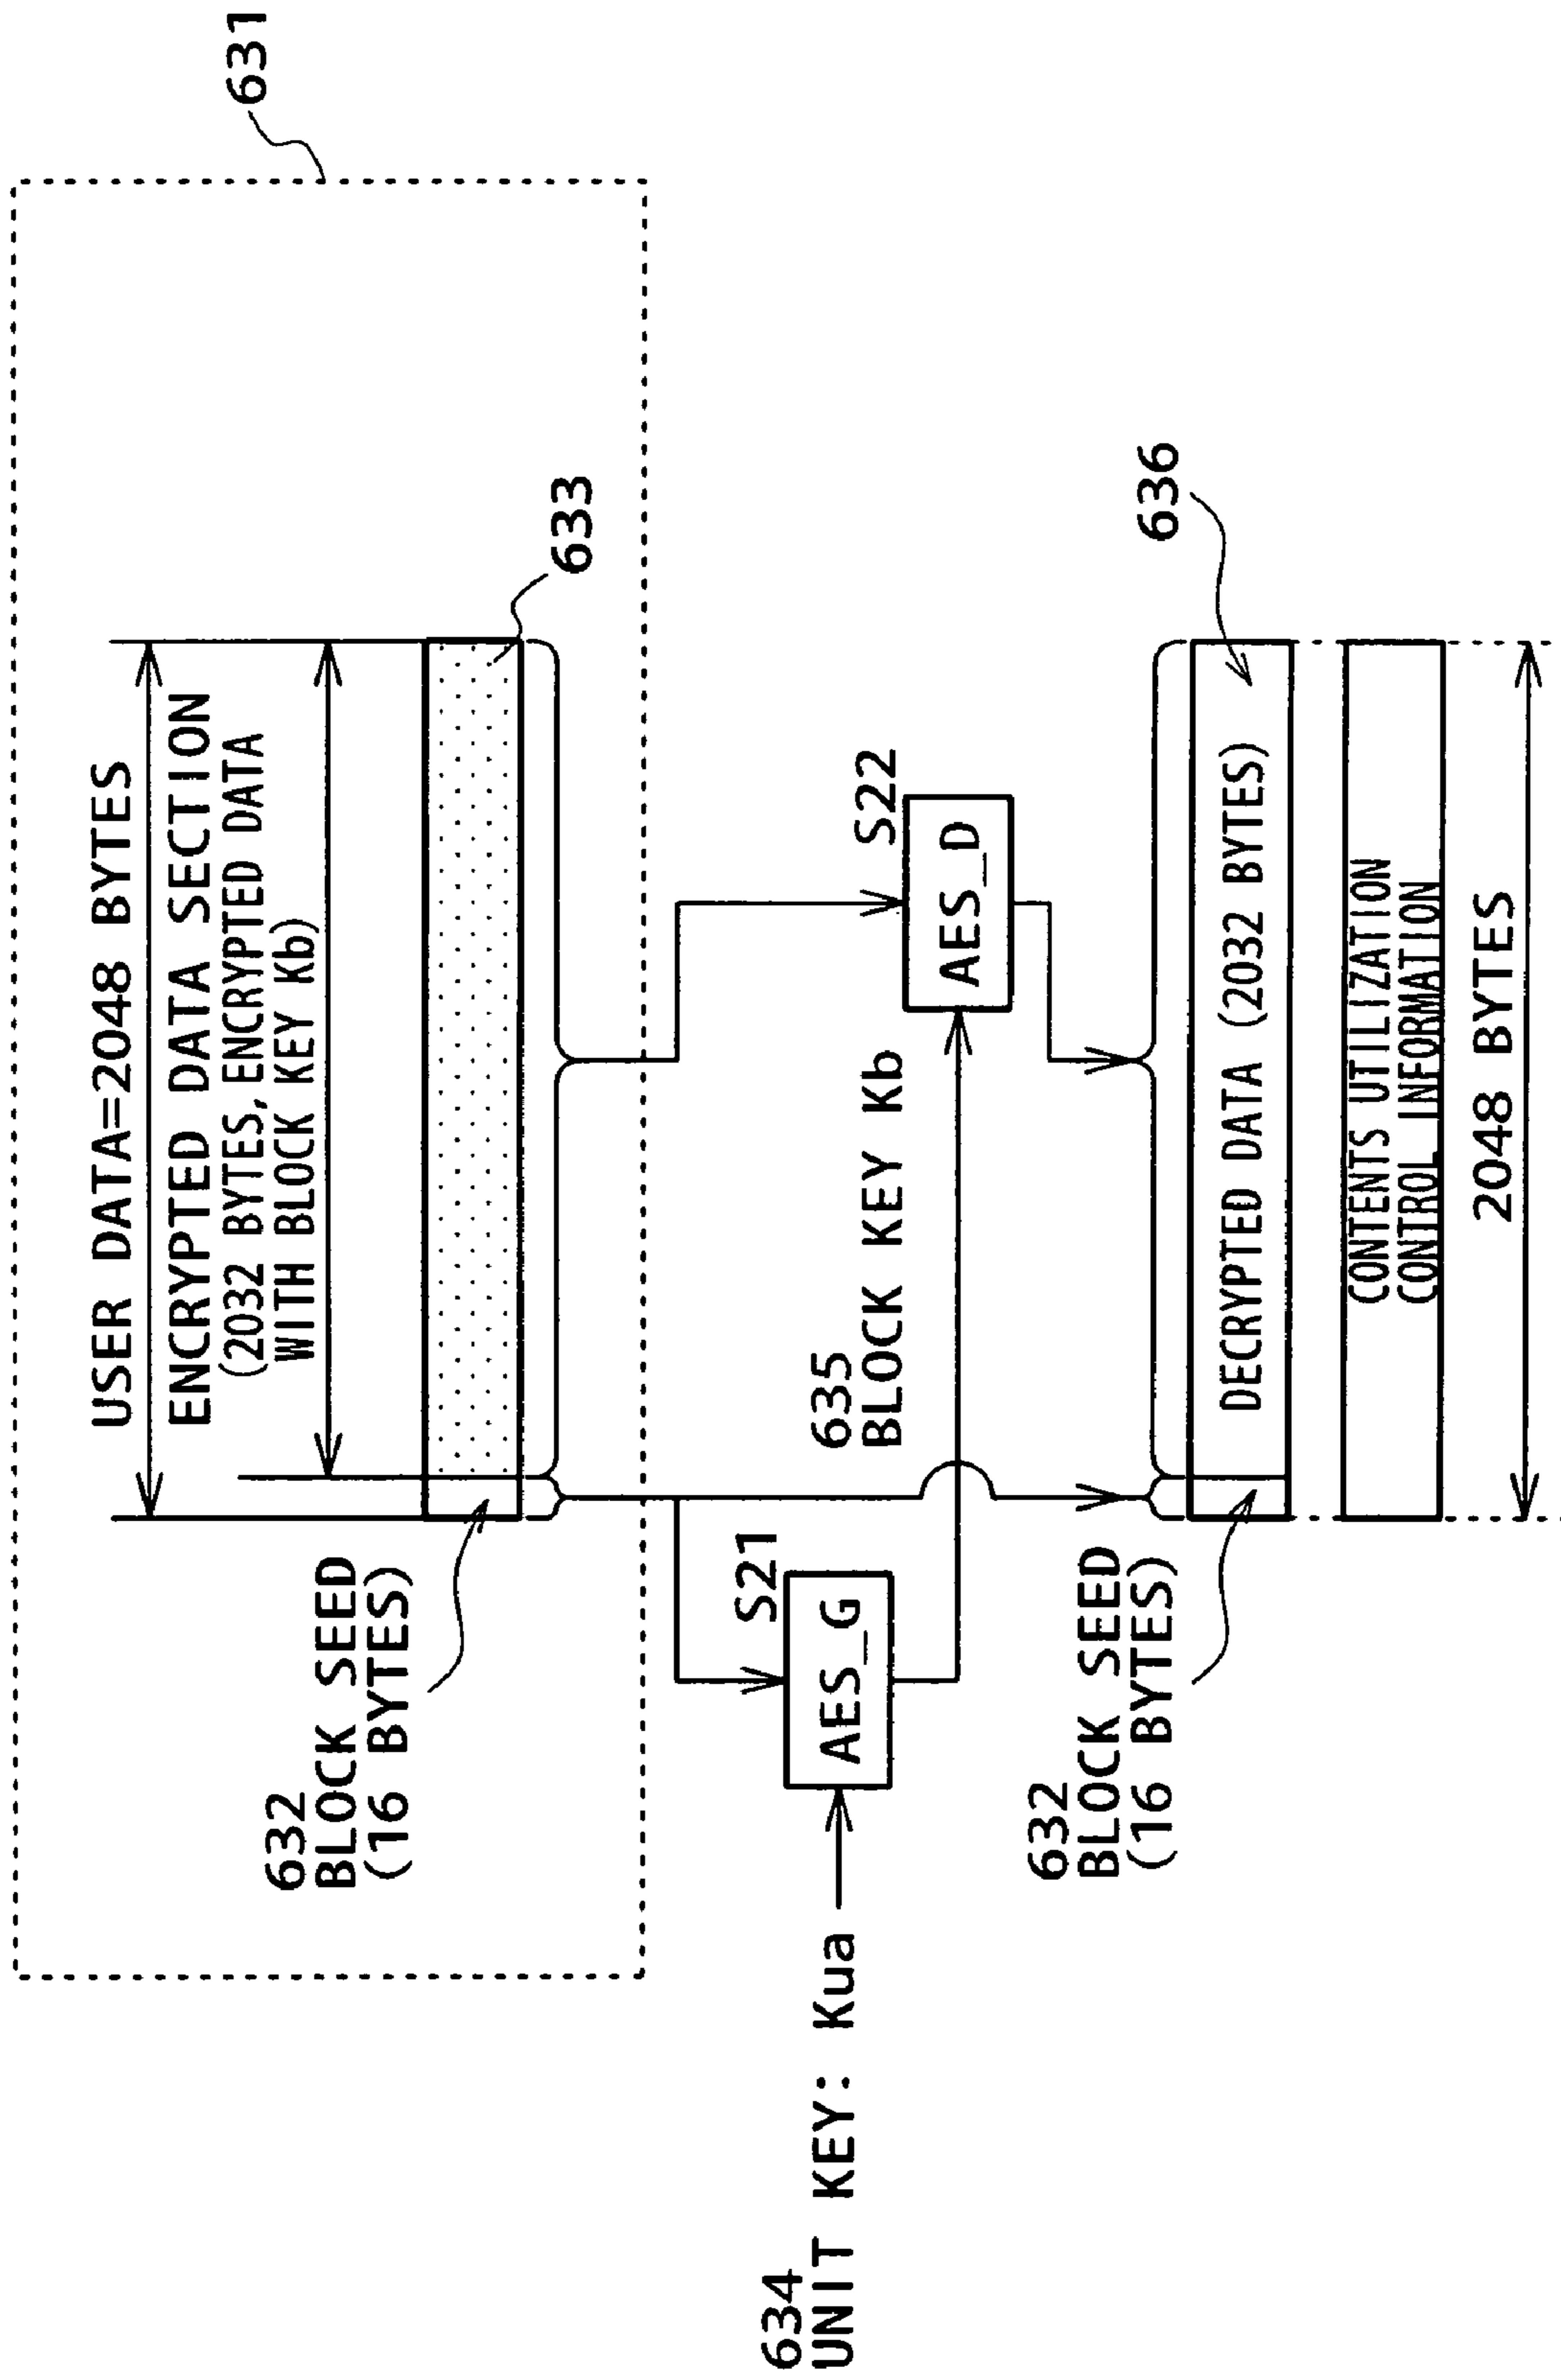 631
USER DATA=2048 BYTES
ENCRYPTED DATA SECTION
(2032 BYTES, ENCRYPTED DATA
WITH BLOCK KEY Kb)
632
BLOCK SEED
(16 BYTES)
633
634
UNIT KEY: Kua
S21
AES_G
635
BLOCK KEY Kb
S22
AES_D
632
BLOCK SEED
(16 BYTES)
636
DECRYPTED DATA (2032 BYTES)
CONTENTS UTILIZATION
CONTROL INFORMATION
2048 BYTES